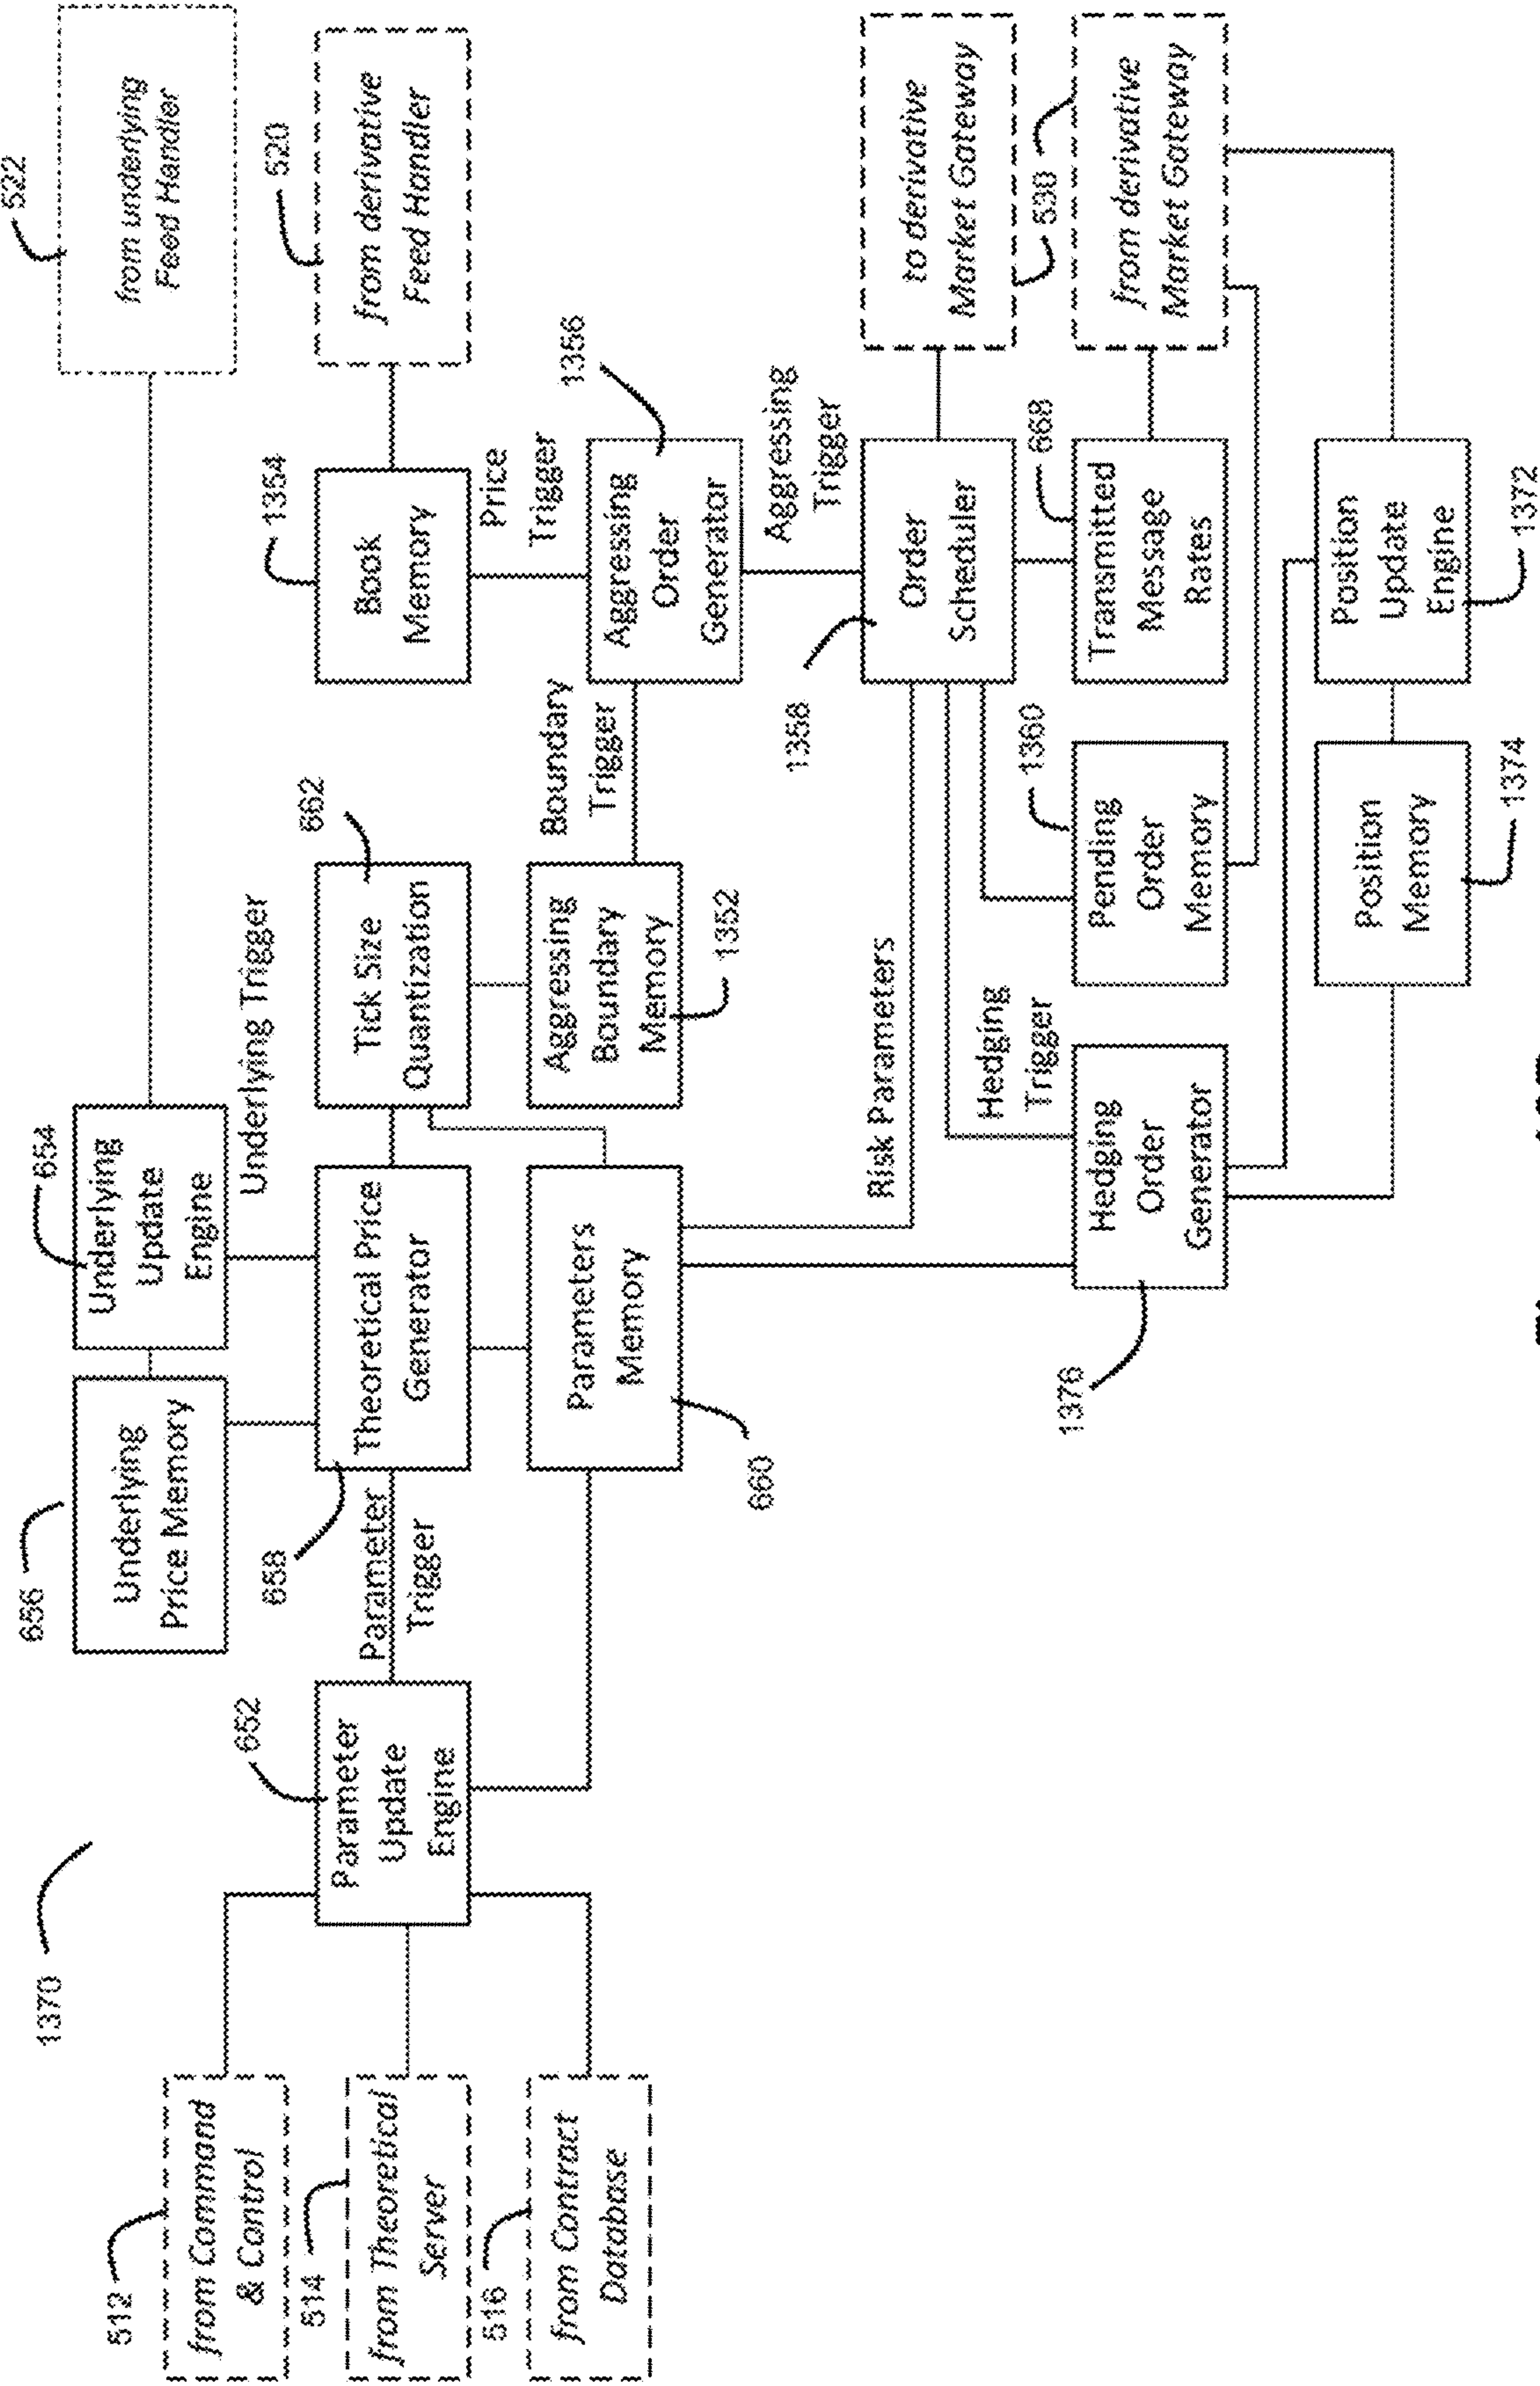 1370
512
from Command
& Control
514
from Theoretical
Server
516
from Contract
Database
652
Parameter
Update
Engine
Parameter
Trigger
656
Underlying
Price Memory
654
Underlying
Update
Engine
Underlying Trigger
522
from underlying
Feed Handler
658
Theoretical Price
Generator
662
Tick Size
Quantization
1354
Book
Memory
520
from derivative
Feed Handler
Price
Trigger
660
Parameters
Memory
Aggressing
Boundary
Memory
1352
Boundary
Trigger
Aggressing
Order
Generator
1356
Aggressing
Trigger
Risk Parameters
1358
Order
Scheduler
to derivative
Market Gateway
530
Hedging
Trigger
1376
Hedging
Order
Generator
1360
Pending
Order
Memory
668
Transmitted
Message
Rates
from derivative
Market Gateway
Position
Memory
1374
Position
Update
Engine
1372